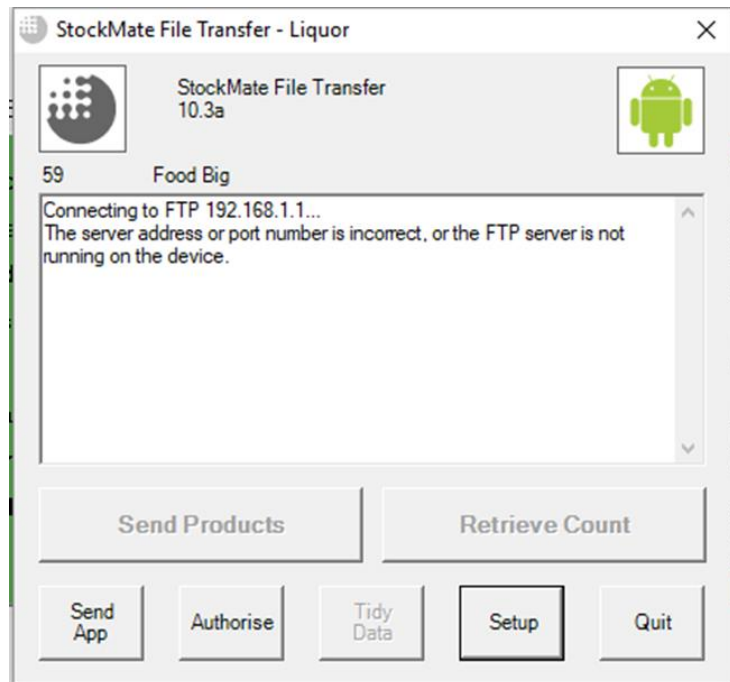 StockMate File Transfer - Liquor
StockMate File Transfer
10.3a
59 Food Big
Connecting to FTP 192.168.1.1...
The server address or port number is incorrect, or the FTP server is not
running on the device.
Send Products
Retrieve Count
Send
App
Authorise
Tidy
Data
Setup
Quit